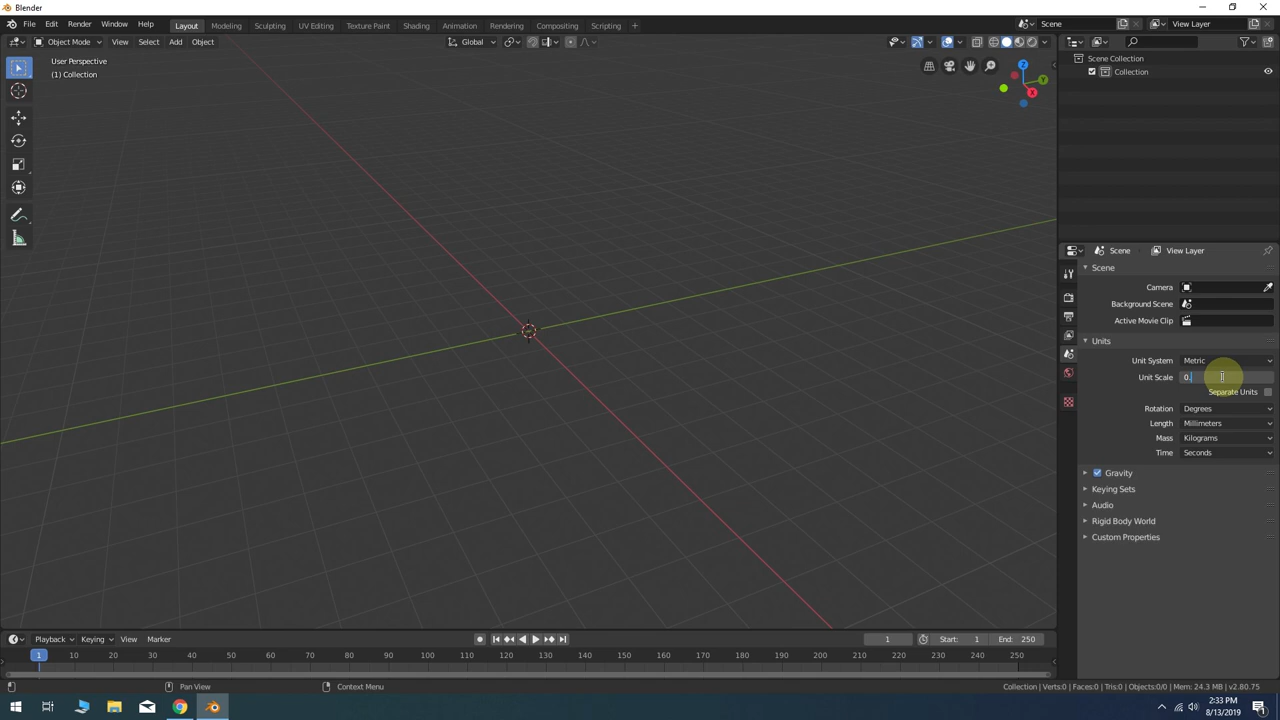 Blender
File Edit Render Window Help Layout Modeling Sculpting UV Editing Texture Paint Shading Animation Rendering Compositing Scripting + Scene View Layer
Object Mode View Select Add Object Global
User Perspective
(1) Collection
Z
Y
X
Scene Collection
Collection
Scene View Layer
Scene
Camera
Background Scene
Active Movie Clip
Units
Unit System Metric
Unit Scale 0.
Separate Units
Rotation Degrees
Length Millimeters
Mass Kilograms
Time Seconds
Gravity
Keying Sets
Audio
Rigid Body World
Custom Properties
Playback Keying View Marker 1 Start: 1 End: 250
1 10 20 30 40 50 60 70 80 90 100 110 120 130 140 150 160 170 180 190 200 210 220 230 240 250
Pan View Context Menu Collection | Verts:0 | Faces:0 | Tris:0 | Objects:0/0 | Mem: 24.3 MB | v2.80.75
2:33 PM
8/13/2019
1